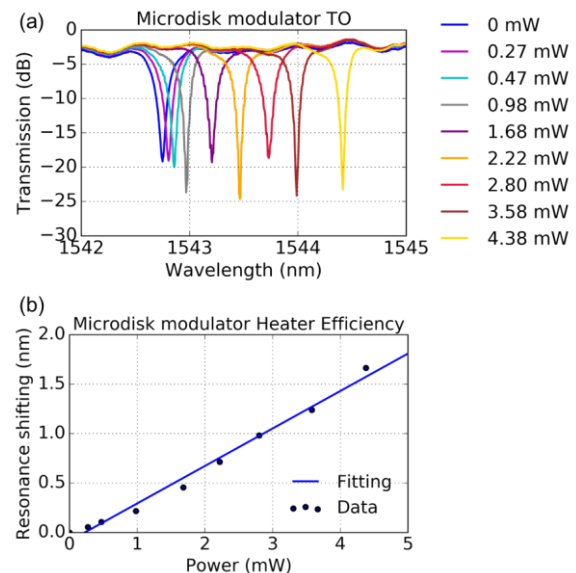 (a)
Microdisk modulator TO
Transmission (dB)
0
−5
−10
−15
−20
−25
−30
1542
1543
1544
1545
Wavelength (nm)
0 mW
0.27 mW
0.47 mW
0.98 mW
1.68 mW
2.22 mW
2.80 mW
3.58 mW
4.38 mW
(b)
Microdisk modulator Heater Efficiency
Resonance shifting (nm)
2.0
1.5
1.0
0.5
0.0
0
1
2
3
4
5
Power (mW)
Fitting
Data